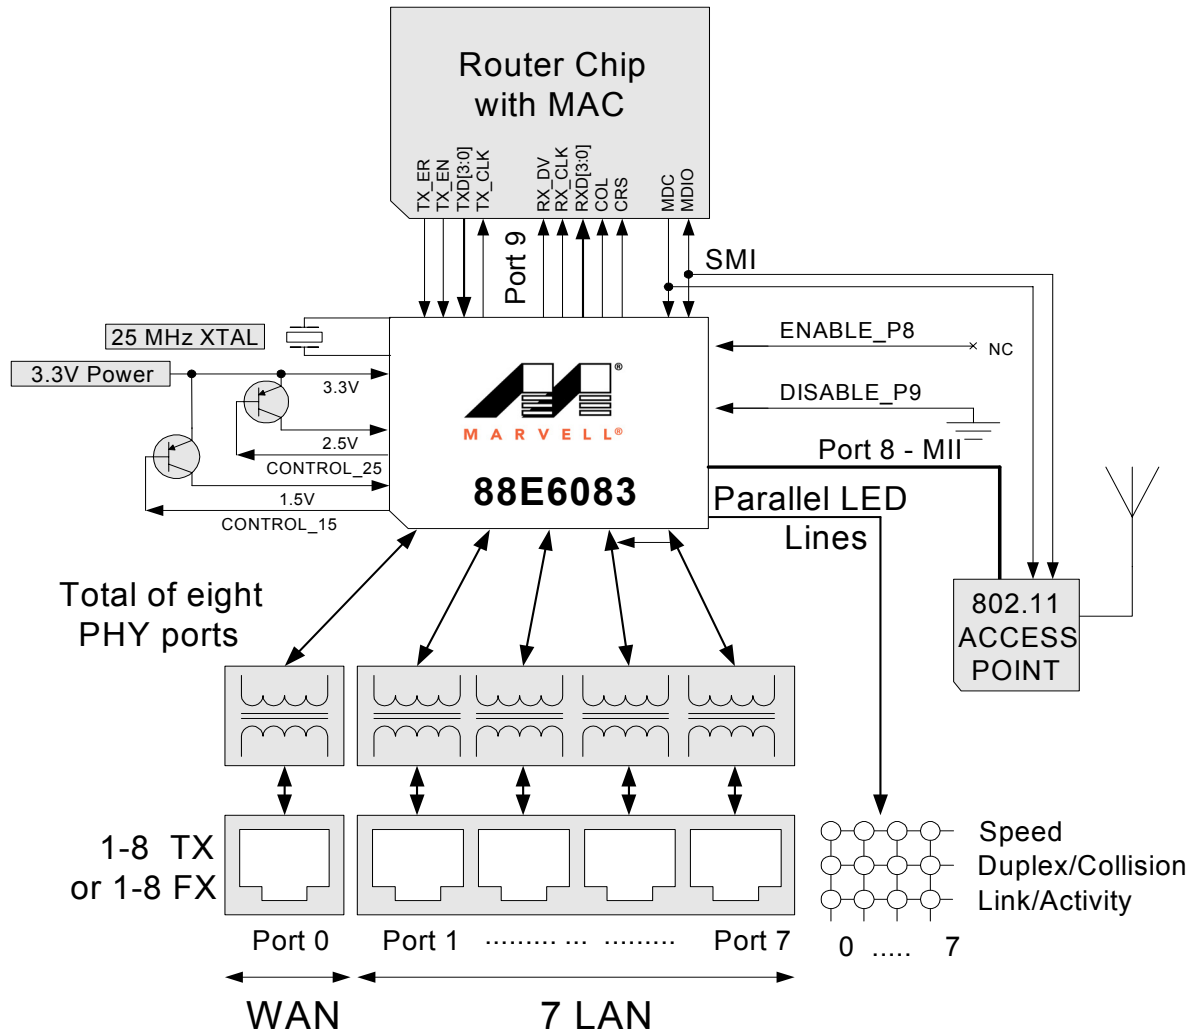 Router Chip
with MAC
TX_ER
TX_EN
TXD[3:0]
TX_CLK
RX_DV
RX_CLK
RXD[3:0]
COL
CRS
MDC
MDIO
Port 9
SMI
25 MHz XTAL
3.3V Power
3.3V
2.5V
CONTROL_25
1.5V
CONTROL_15
®
MARVELL®
88E6083
ENABLE_P8
NC
DISABLE_P9
Port 8 - MII
Parallel LED
Lines
802.11
ACCESS
POINT
Total of eight
PHY ports
1-8 TX
or 1-8 FX
Speed
Duplex/Collision
Link/Activity
Port 0
Port 1 ......... ... ......... Port 7
0 ..... 7
WAN
7 LAN